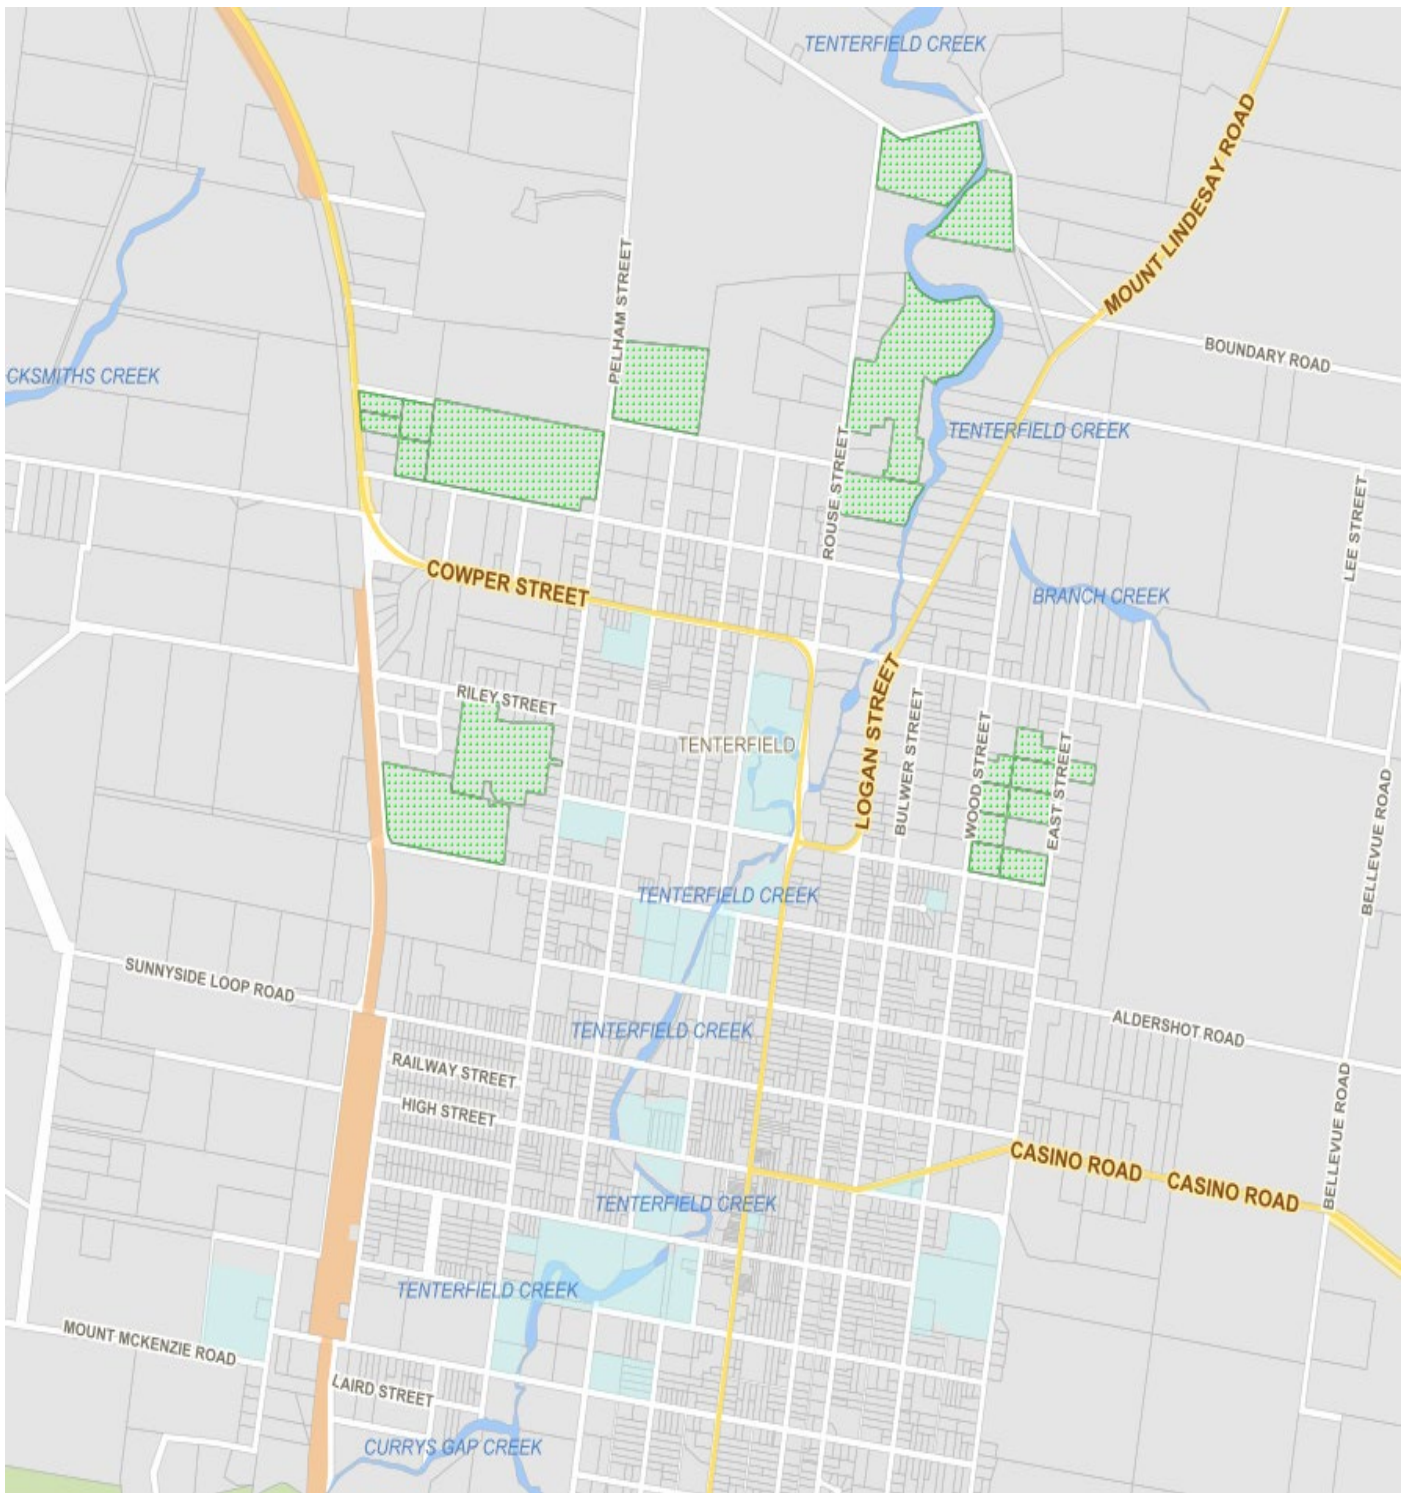 TENTERFIELD CREEK
MOUNT LINDESAY ROAD
PELHAM STREET
BOUNDARY ROAD
CKSMITHS CREEK
TENTERFIELD CREEK
ROUSE STREET
LEE STREET
COWPER STREET
BRANCH CREEK
RILEY STREET
TENTERFIELD
LOGAN STREET
BULWER STREET
WOOD STREET
EAST STREET
BELLEVUE ROAD
TENTERFIELD CREEK
SUNNYSIDE LOOP ROAD
TENTERFIELD CREEK
ALDERSHOT ROAD
RAILWAY STREET
HIGH STREET
BELLEVUE ROAD
CASINO ROAD
CASINO ROAD
TENTERFIELD CREEK
TENTERFIELD CREEK
MOUNT MCKENZIE ROAD
LAIRD STREET
CURRYS GAP CREEK